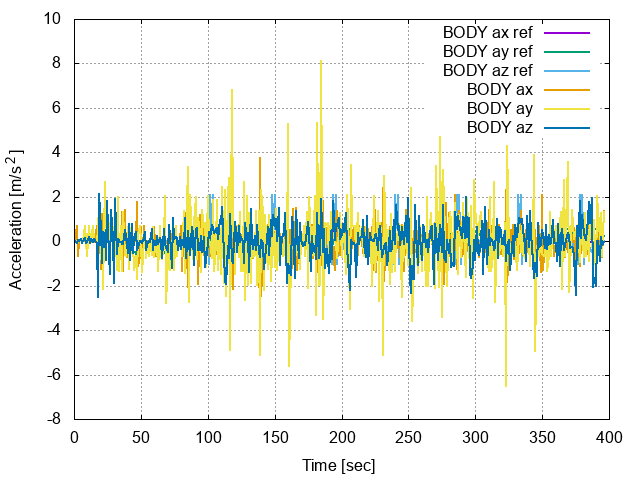 10
8
6
4
2
0
-2
-4
-6
-8
0 50 100 150 200 250 300 350 400
Acceleration [m/s²]
Time [sec]
BODY ax ref
BODY ay ref
BODY az ref
BODY ax
BODY ay
BODY az